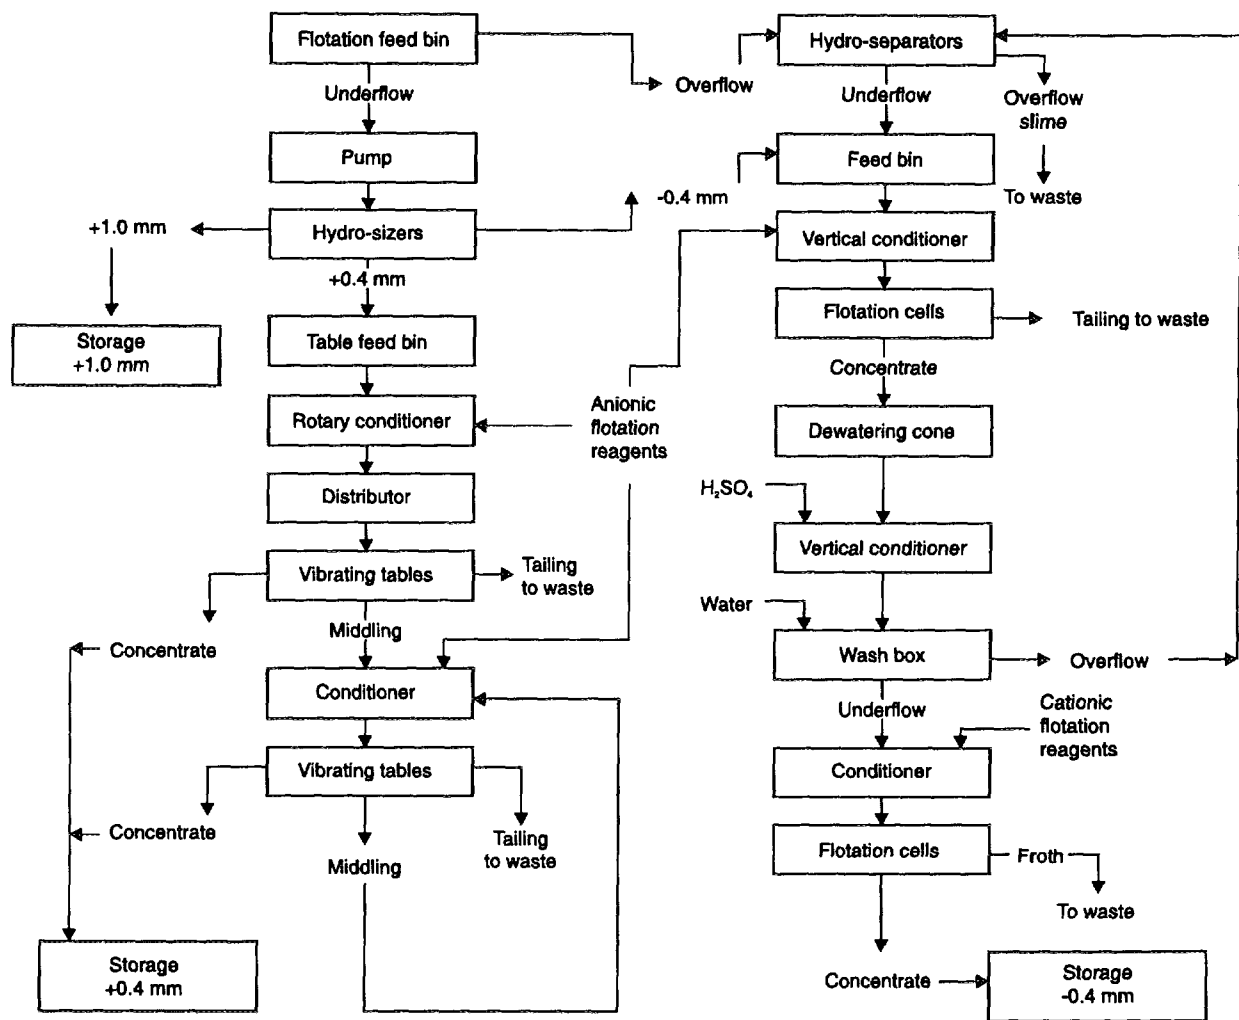 Flotation feed bin
Hydro-separators
Overflow
Underflow
Underflow
Overflow
slime
Pump
Feed bin
To waste
-0.4 mm
+1.0 mm
Hydro-sizers
Vertical conditioner
+0.4 mm
Storage
+1.0 mm
Table feed bin
Flotation cells
Tailing to waste
Concentrate
Rotary conditioner
Anionic
flotation
reagents
Dewatering cone
Distributor
H₂SO₄
Vertical conditioner
Vibrating tables
Tailing
to waste
Water
Middling
Concentrate
Wash box
Overflow
Conditioner
Underflow
Cationic
flotation
reagents
Vibrating tables
Conditioner
Concentrate
Tailing
to waste
Flotation cells
Froth
Middling
To waste
Storage
+0.4 mm
Concentrate
Storage
-0.4 mm